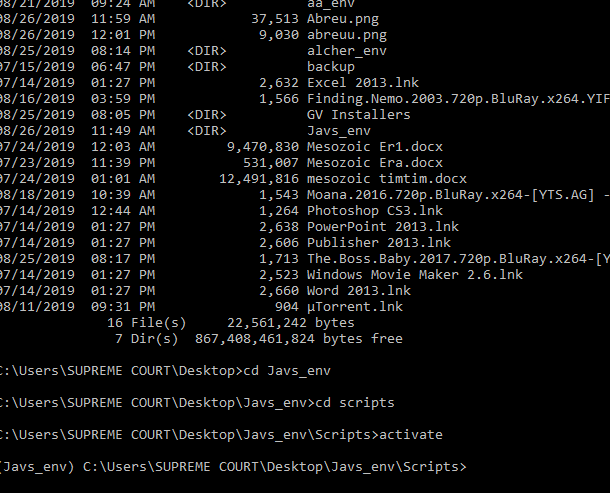 08/21/2019  09:24 AM    <DIR>          aa_env
08/26/2019  11:59 AM            37,513 Abreu.png
08/26/2019  12:01 PM             9,030 abreuu.png
08/25/2019  08:14 PM    <DIR>          alcher_env
07/15/2019  06:47 PM    <DIR>          backup
07/14/2019  01:27 PM             2,632 Excel 2013.lnk
08/16/2019  03:59 PM             1,566 Finding.Nemo.2003.720p.BluRay.x264.YIF
08/25/2019  08:05 PM    <DIR>          GV Installers
08/26/2019  11:49 AM    <DIR>          Javs_env
07/24/2019  12:03 AM         9,470,830 Mesozoic Er1.docx
07/23/2019  11:39 PM           531,007 Mesozoic Era.docx
07/24/2019  01:01 AM        12,491,816 mesozoic timtim.docx
08/18/2019  10:39 AM             1,543 Moana.2016.720p.BluRay.x264-[YTS.AG] -
07/14/2019  12:44 AM             1,264 Photoshop CS3.lnk
07/14/2019  01:27 PM             2,638 PowerPoint 2013.lnk
07/14/2019  01:27 PM             2,606 Publisher 2013.lnk
08/25/2019  08:17 PM             1,713 The.Boss.Baby.2017.720p.BluRay.x264-[Y
07/14/2019  01:27 PM             2,523 Windows Movie Maker 2.6.lnk
07/14/2019  01:27 PM             2,660 Word 2013.lnk
08/11/2019  09:31 PM               904 µTorrent.lnk
16 File(s)     22,561,242 bytes
7 Dir(s)  867,408,461,824 bytes free
C:\Users\SUPREME COURT\Desktop>cd Javs_env
C:\Users\SUPREME COURT\Desktop\Javs_env>cd scripts
C:\Users\SUPREME COURT\Desktop\Javs_env\Scripts>activate
(Javs_env) C:\Users\SUPREME COURT\Desktop\Javs_env\Scripts>